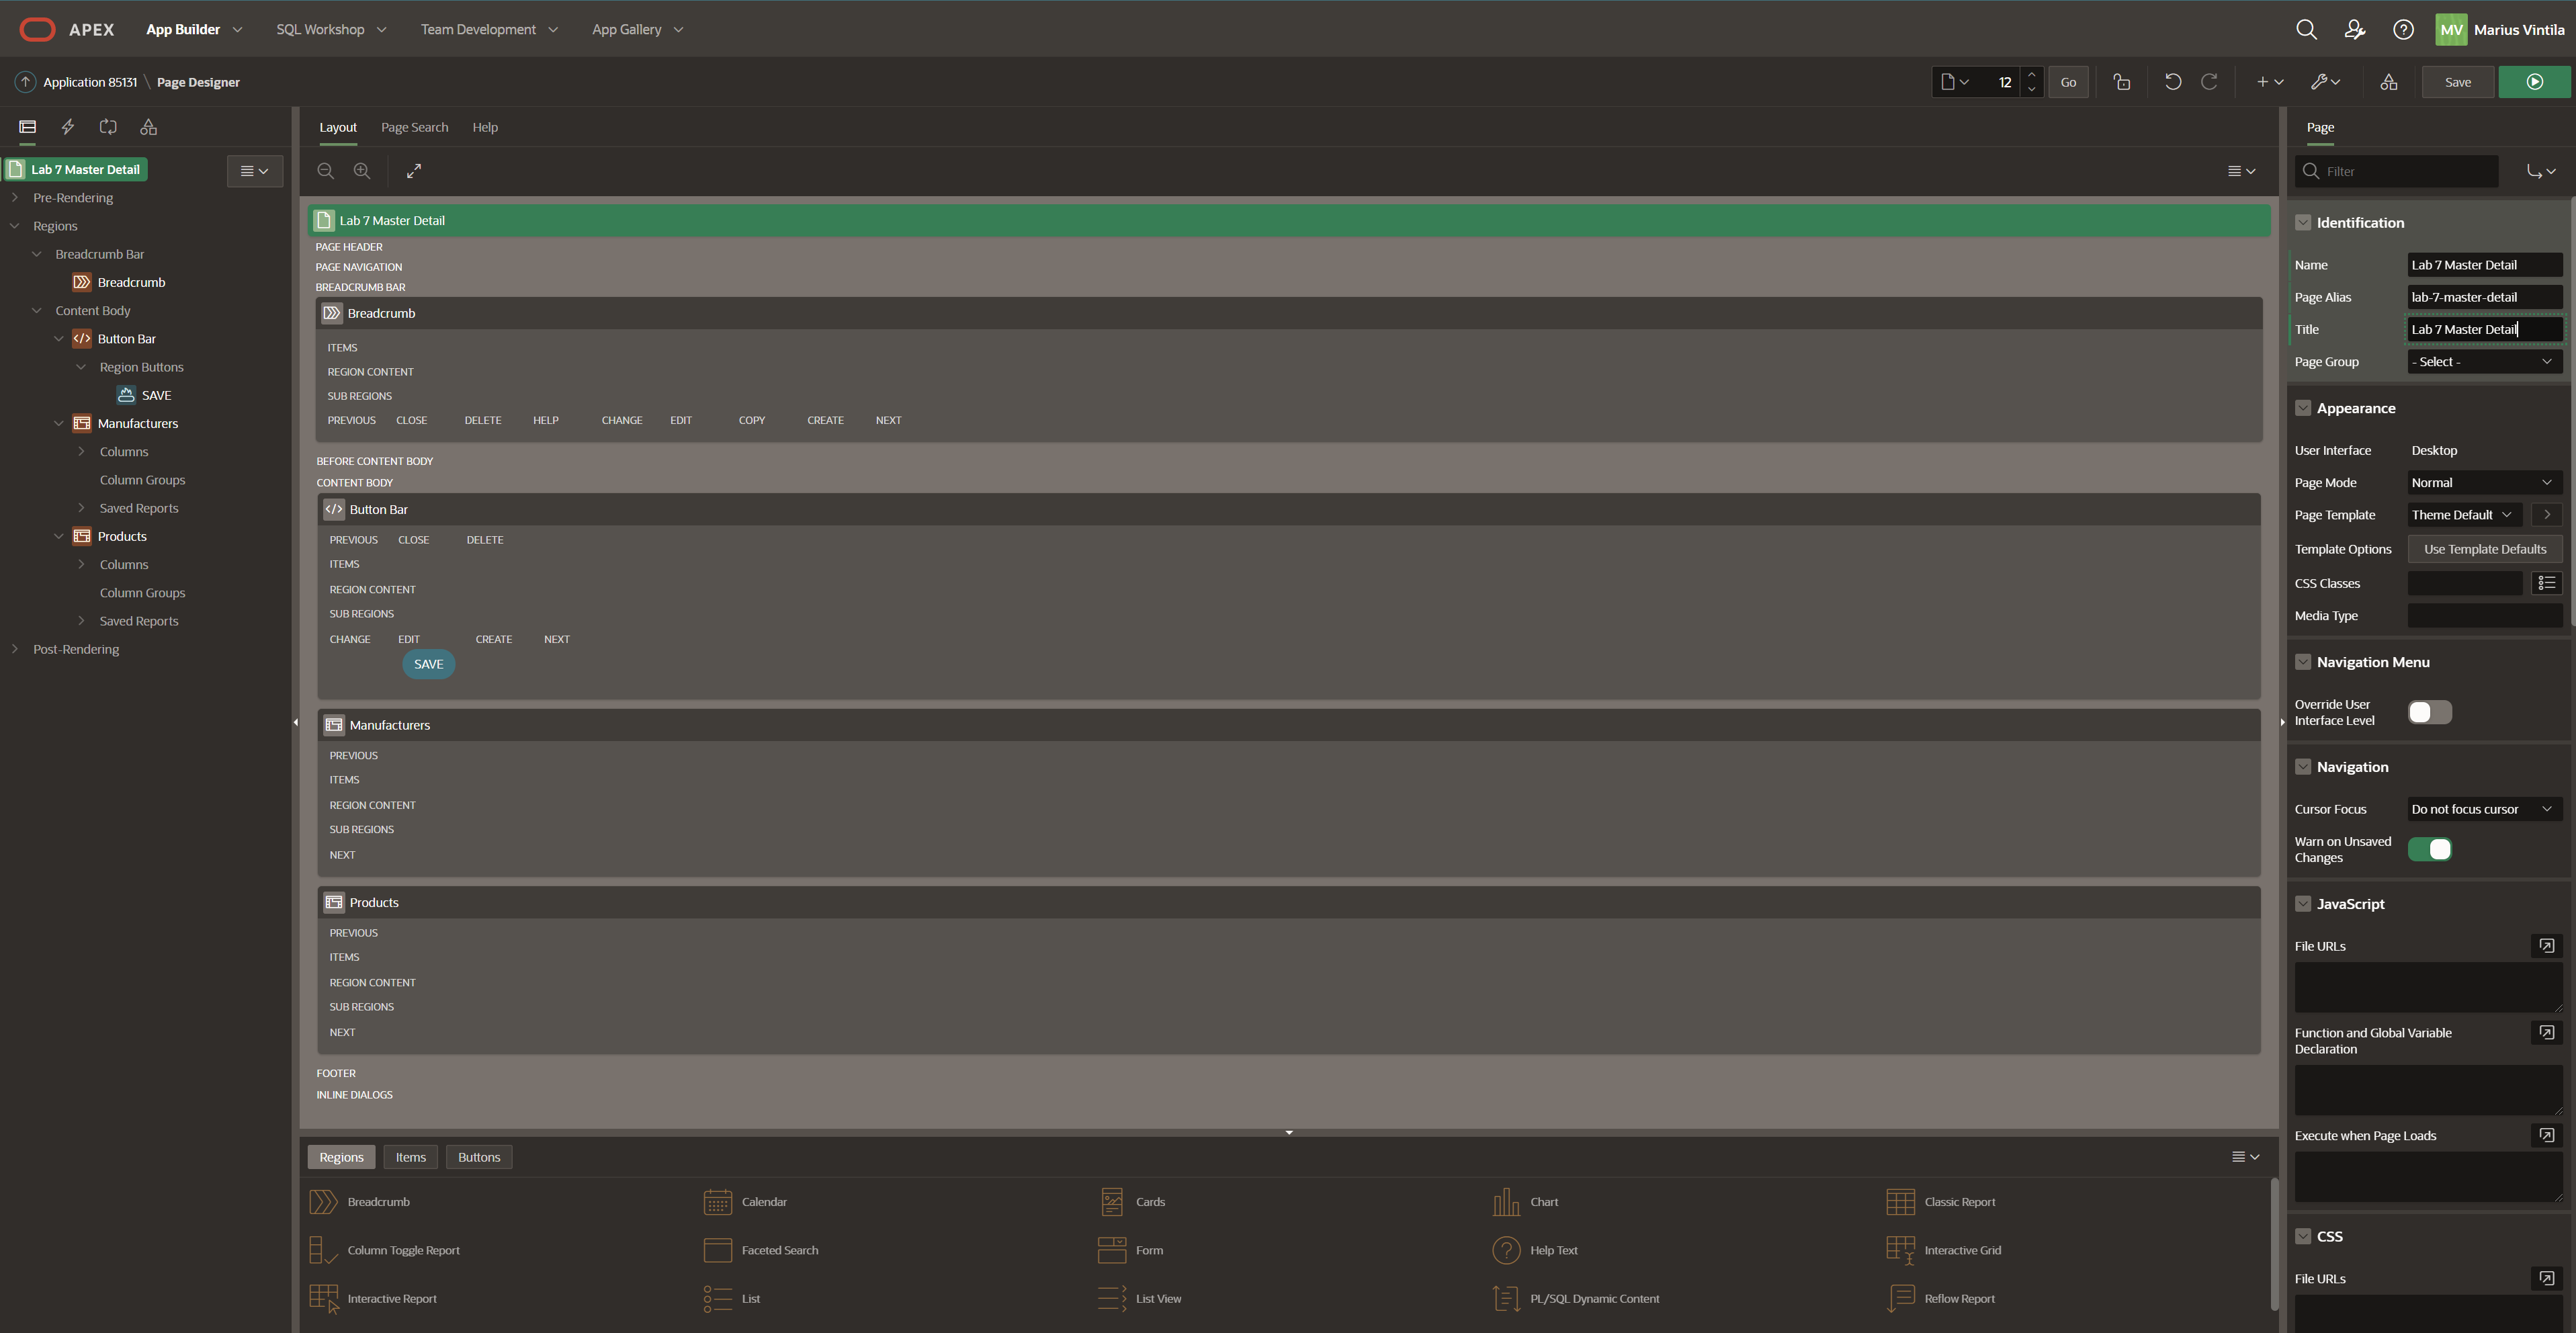 APEX App Builder SQL Workshop Team Development App Gallery MV Marius Vintila
Application 85131 \ Page Designer 12 Go Save
Layout Page Search Help
Page
Lab 7 Master Detail
Pre-Rendering
Regions
Breadcrumb Bar
Breadcrumb
Content Body
Button Bar
Region Buttons
SAVE
Manufacturers
Columns
Column Groups
Saved Reports
Products
Columns
Column Groups
Saved Reports
Post-Rendering
Lab 7 Master Detail
PAGE HEADER
PAGE NAVIGATION
BREADCRUMB BAR
Breadcrumb
ITEMS
REGION CONTENT
SUB REGIONS
PREVIOUS CLOSE DELETE HELP CHANGE EDIT COPY CREATE NEXT
BEFORE CONTENT BODY
CONTENT BODY
</> Button Bar
PREVIOUS CLOSE DELETE
ITEMS
REGION CONTENT
SUB REGIONS
CHANGE EDIT CREATE NEXT
SAVE
Manufacturers
PREVIOUS
ITEMS
REGION CONTENT
SUB REGIONS
NEXT
Products
PREVIOUS
ITEMS
REGION CONTENT
SUB REGIONS
NEXT
FOOTER
INLINE DIALOGS
Regions Items Buttons
Breadcrumb Calendar Cards Chart Classic Report
Column Toggle Report Faceted Search Form Help Text Interactive Grid
Interactive Report List List View PL/SQL Dynamic Content Reflow Report
Filter
Identification
Name Lab 7 Master Detail
Page Alias lab-7-master-detail
Title Lab 7 Master Detail
Page Group - Select -
Appearance
User Interface Desktop
Page Mode Normal
Page Template Theme Default
Template Options Use Template Defaults
CSS Classes
Media Type
Navigation Menu
Override User
Interface Level
Navigation
Cursor Focus Do not focus cursor
Warn on Unsaved
Changes
JavaScript
File URLs
Function and Global Variable
Declaration
Execute when Page Loads
CSS
File URLs